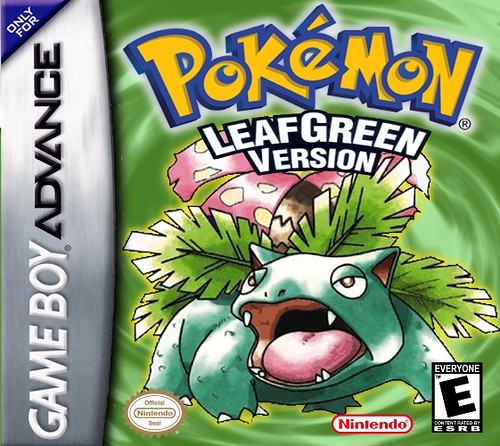 ONLY
FOR
GAME BOY ADVANCE
POKéMON
®
LEAFGREEN
VERSION
Official
Nintendo
Seal
Nintendo
EVERYONE
E
CONTENT RATED BY
ESRB